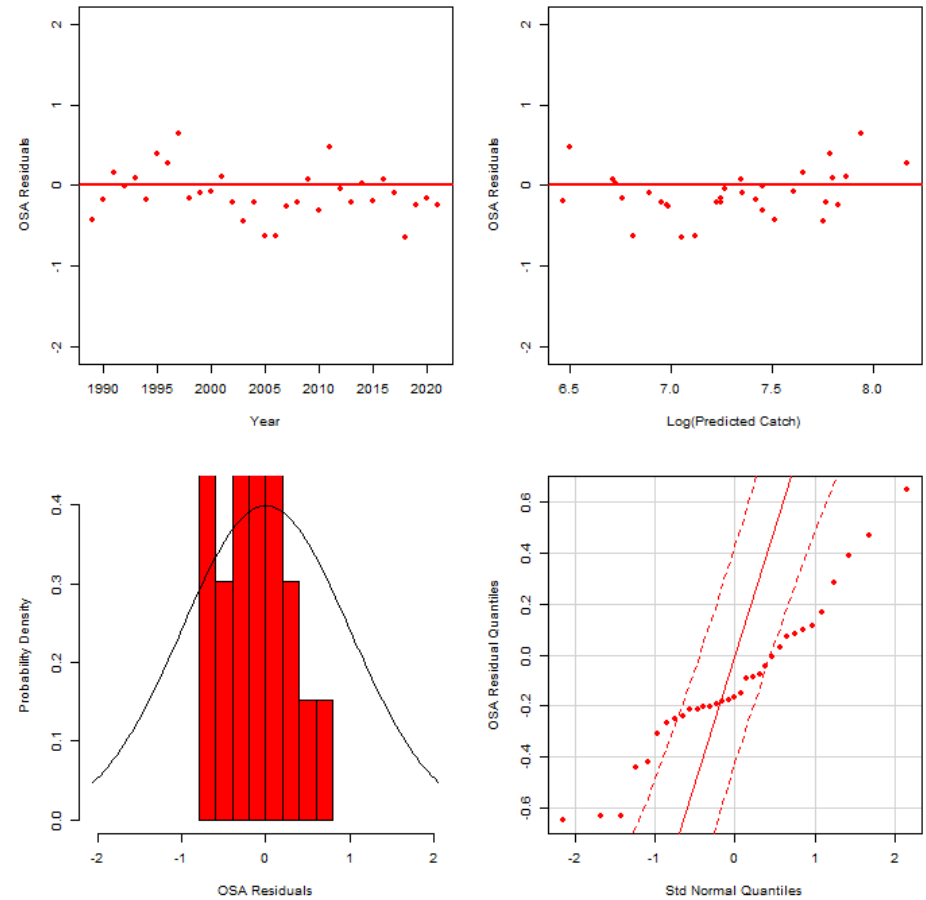 2
1
0
-1
-2
OSA Residuals
1990 1995 2000 2005 2010 2015 2020
Year
2
1
0
-1
-2
OSA Residuals
6.5 7.0 7.5 8.0
Log(Predicted Catch)
0.4
0.3
0.2
0.1
0.0
Probability Density
-2 -1 0 1 2
OSA Residuals
0.6
0.4
0.2
0.0
-0.2
-0.4
-0.6
OSA Residual Quantiles
-2 -1 0 1 2
Std Normal Quantiles